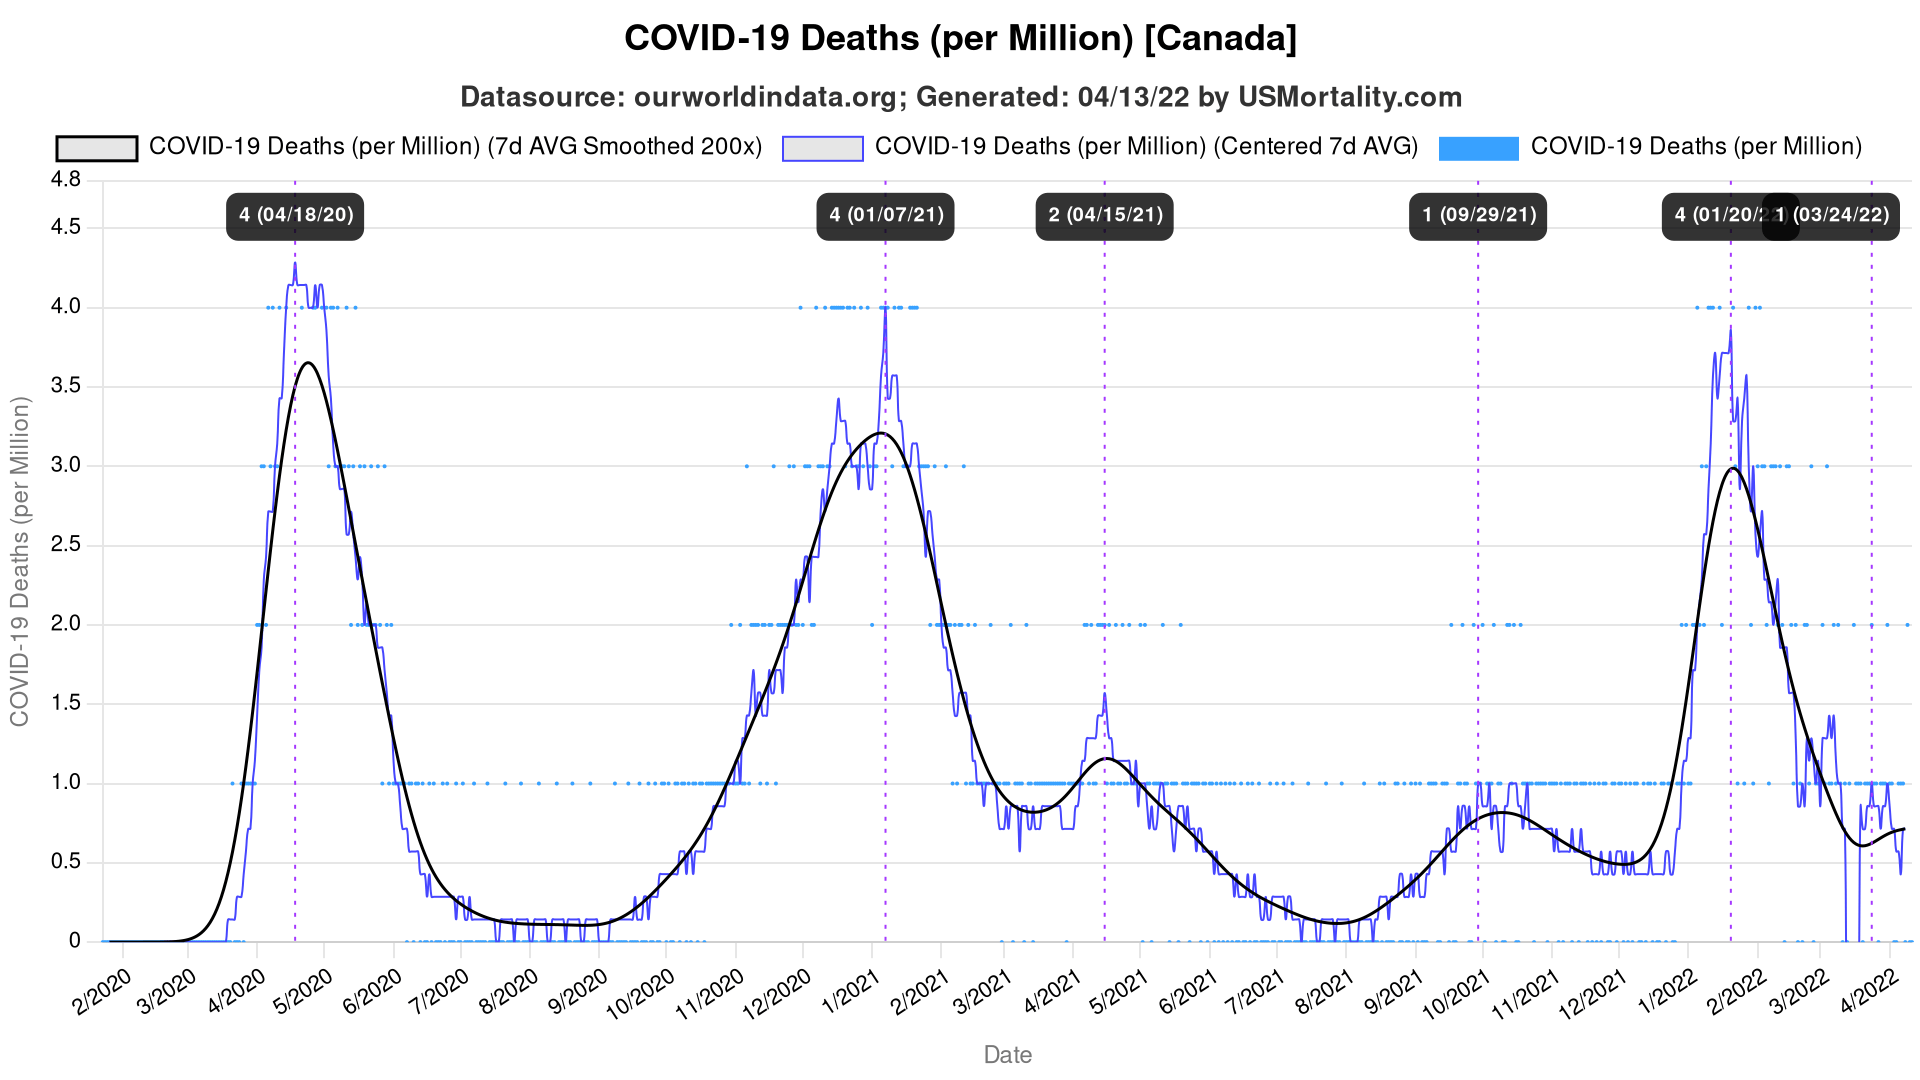 COVID-19 Deaths (per Million) [Canada]
Datasource: ourworldindata.org; Generated: 04/13/22 by USMortality.com
COVID-19 Deaths (per Million) (7d AVG Smoothed 200x) COVID-19 Deaths (per Million) (Centered 7d AVG) COVID-19 Deaths (per Million)
4.8
4 (04/18/20) 4 (01/07/21) 2 (04/15/21) 1 (09/29/21) 4 (01/20/22) 1 (03/24/22)
4.5
4.0
3.5
3.0
2.5
2.0
1.5
1.0
0.5
0
COVID-19 Deaths (per Million)
2/2020 3/2020 4/2020 5/2020 6/2020 7/2020 8/2020 9/2020 10/2020 11/2020 12/2020 1/2021 2/2021 3/2021 4/2021 5/2021 6/2021 7/2021 8/2021 9/2021 10/2021 11/2021 12/2021 1/2022 2/2022 3/2022 4/2022
Date